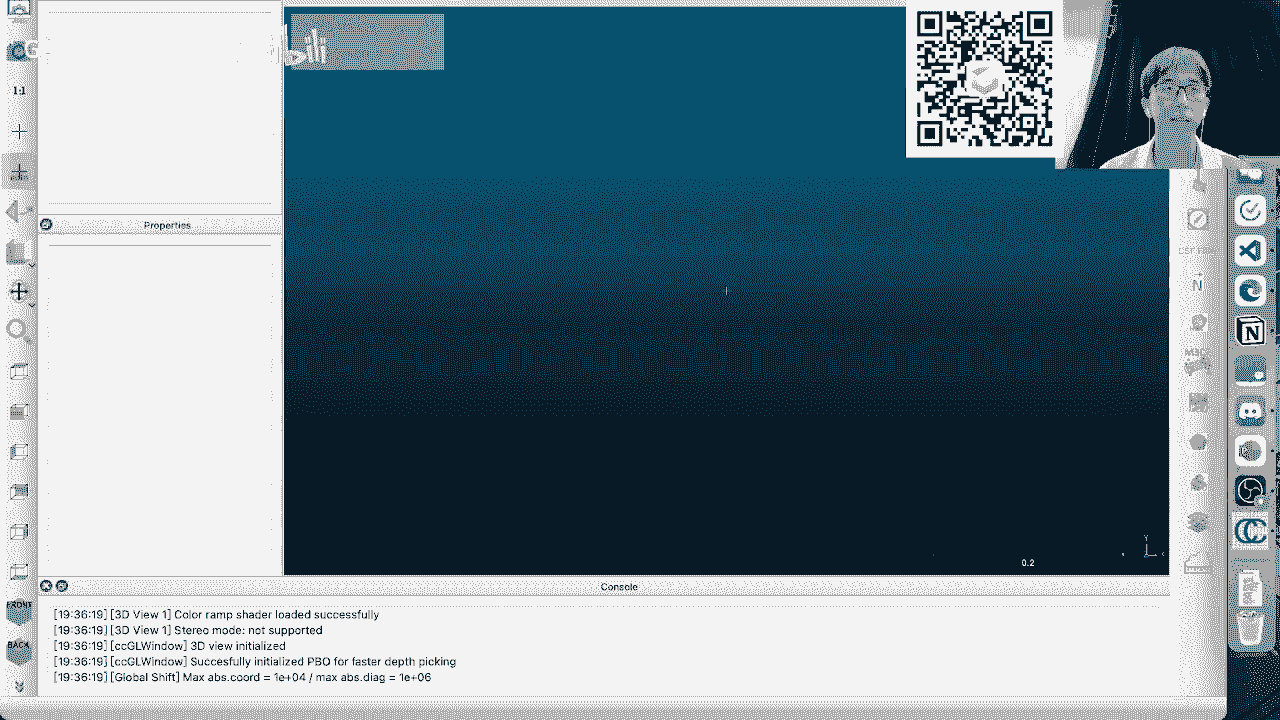 1:1
Properties
N
M3C
N
0.2
Console
FRONT
BACK
[19:36:19] [3D View 1] Color ramp shader loaded successfully
[19:36:19] [3D View 1] Stereo mode: not supported
[19:36:19] [ccGLWindow] 3D view initialized
[19:36:19] [ccGLWindow] Succesfully initialized PBO for faster depth picking
[19:36:19] [Global Shift] Max abs.coord = 1e+04 / max abs.diag = 1e+06